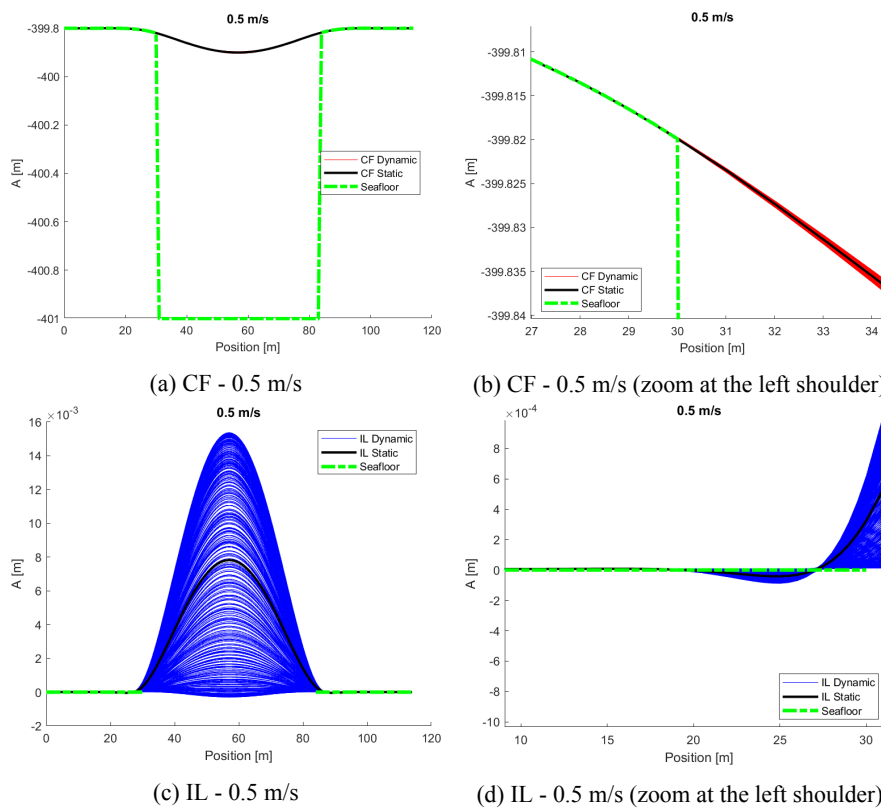 0.5 m/s
-399.8
-400
-400.2
-400.4
-400.6
-400.8
-401
A [m]
CF Dynamic
CF Static
Seafloor
0 20 40 60 80 100 120
Position [m]
(a) CF - 0.5 m/s
0.5 m/s
-399.81
-399.815
-399.82
-399.825
-399.83
-399.835
-399.84
A [m]
CF Dynamic
CF Static
Seafloor
27 28 29 30 31 32 33 34
Position [m]
(b) CF - 0.5 m/s (zoom at the left shoulder)
×10⁻³
0.5 m/s
16
14
12
10
8
6
4
2
0
-2
A [m]
IL Dynamic
IL Static
Seafloor
0 20 40 60 80 100 120
Position [m]
(c) IL - 0.5 m/s
×10⁻⁴
0.5 m/s
8
6
4
2
0
-2
-4
-6
-8
-10
A [m]
IL Dynamic
IL Static
Seafloor
10 15 20 25 30
Position [m]
(d) IL - 0.5 m/s (zoom at the left shoulder)